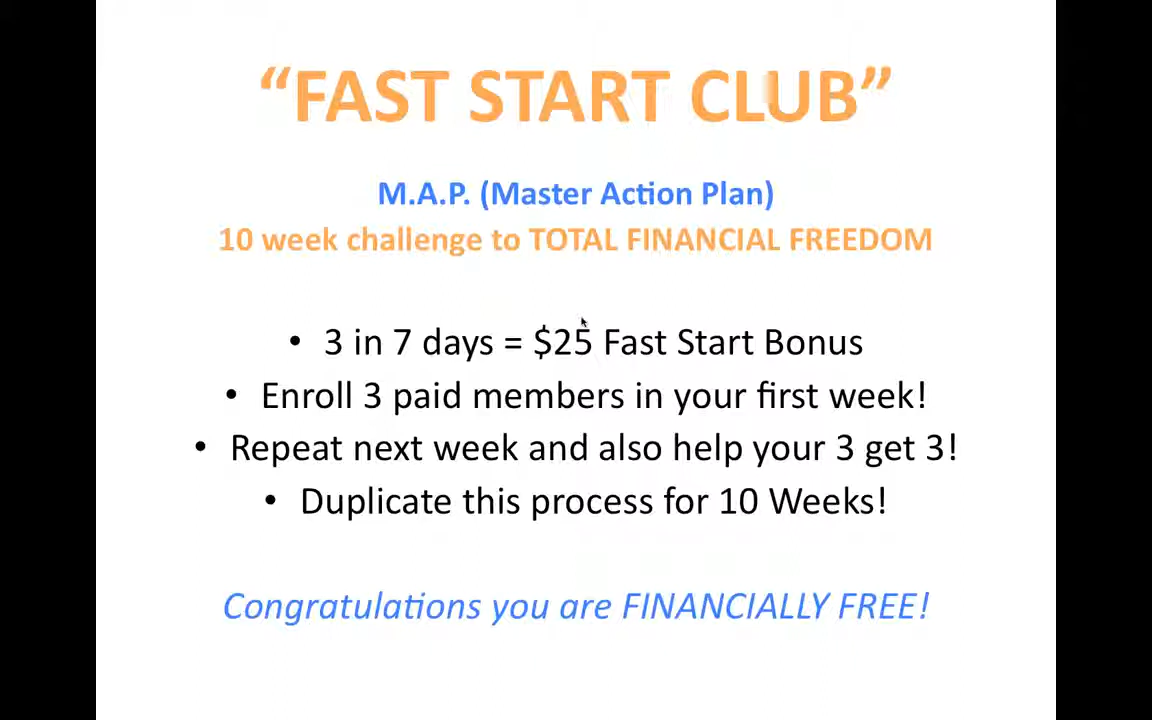 “FAST START CLUB”
M.A.P. (Master Action Plan)
10 week challenge to TOTAL FINANCIAL FREEDOM
• 3 in 7 days = $25 Fast Start Bonus
• Enroll 3 paid members in your first week!
• Repeat next week and also help your 3 get 3!
• Duplicate this process for 10 Weeks!
Congratulations you are FINANCIALLY FREE!